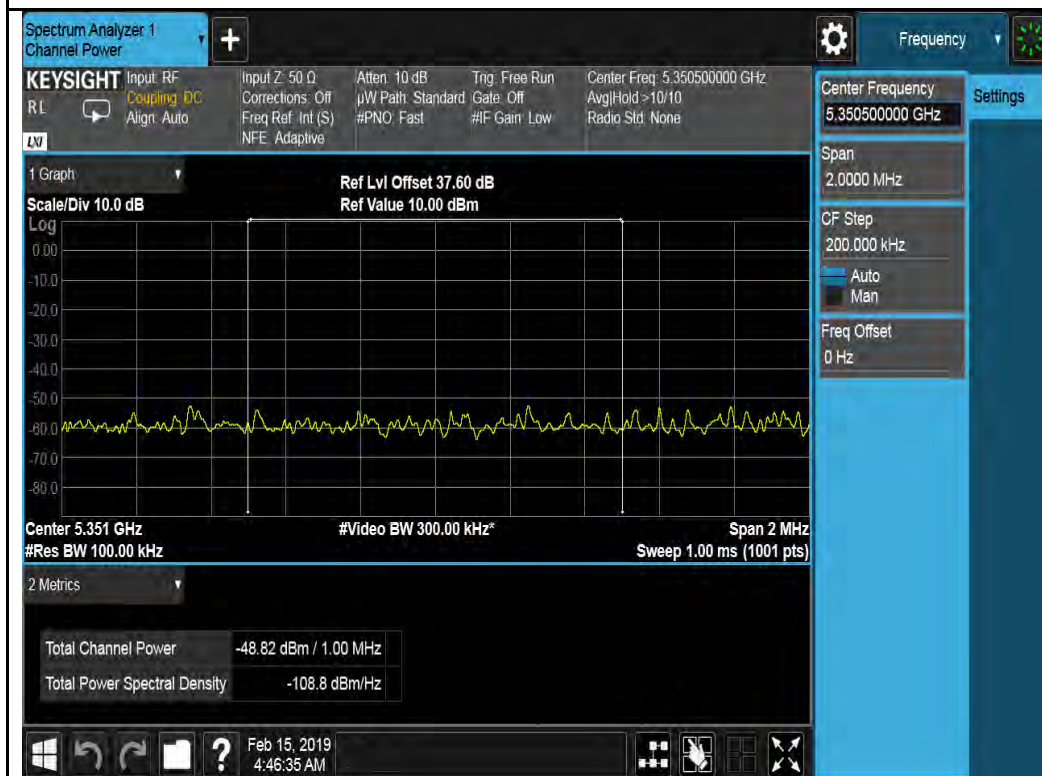 Spectrum Analyzer 1
Channel Power
+
Frequency
KEYSIGHT
RL
LXI
Input: RF
Coupling: DC
Align: Auto
Input Z: 50 Ω
Corrections: Off
Freq Ref: Int (S)
NFE: Adaptive
Atten: 10 dB
µW Path: Standard
#PNO: Fast
Trig: Free Run
Gate: Off
#IF Gain: Low
Center Freq: 5.350500000 GHz
Avg|Hold >10/10
Radio Std: None
Center Frequency
5.350500000 GHz
Settings
Span
2.0000 MHz
CF Step
200.000 kHz
Auto
Man
Freq Offset
0 Hz
1 Graph
Ref Lvl Offset 37.60 dB
Scale/Div 10.0 dB
Ref Value 10.00 dBm
Log
0.00
-10.0
-20.0
-30.0
-40.0
-50.0
-60.0
-70.0
-80.0
Center 5.351 GHz
#Video BW 300.00 kHz*
Span 2 MHz
#Res BW 100.00 kHz
Sweep 1.00 ms (1001 pts)
2 Metrics
Total Channel Power -48.82 dBm / 1.00 MHz
Total Power Spectral Density -108.8 dBm/Hz
?
Feb 15, 2019
4:46:35 AM